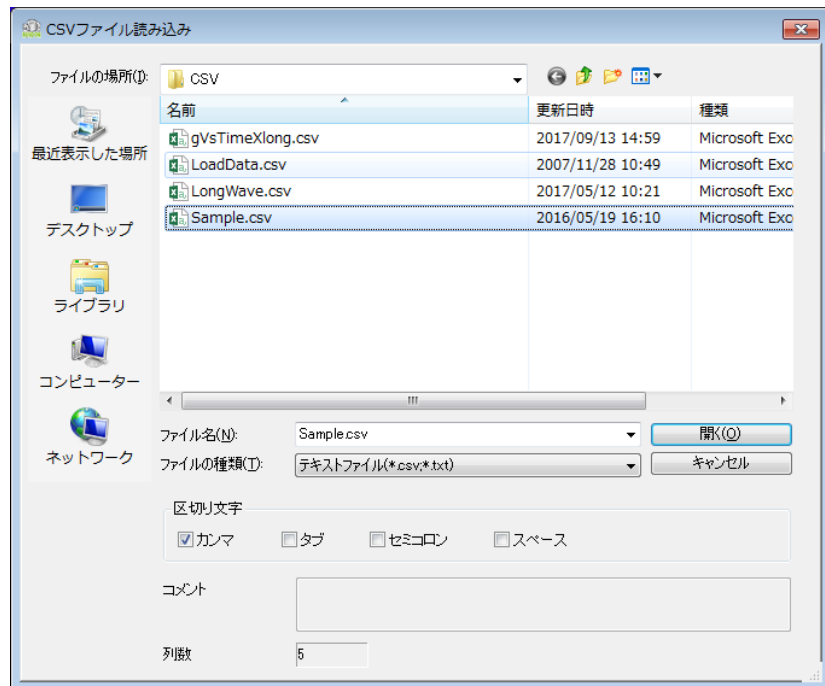 CSVファイル読み込み
ファイルの場所(I):
CSV
名前
更新日時
種類
gVsTimeXlong.csv
2017/09/13 14:59
Microsoft Exc
LoadData.csv
2007/11/28 10:49
Microsoft Exc
LongWave.csv
2017/05/12 10:21
Microsoft Exc
Sample.csv
2016/05/19 16:10
Microsoft Exc
最近表示した場所
デスクトップ
ライブラリ
コンピューター
ネットワーク
ファイル名(N):
Sample.csv
開く(O)
ファイルの種類(T):
テキストファイル(*.csv;*.txt)
キャンセル
区切り文字
カンマ
タブ
セミコロン
スペース
コメント
列数
5